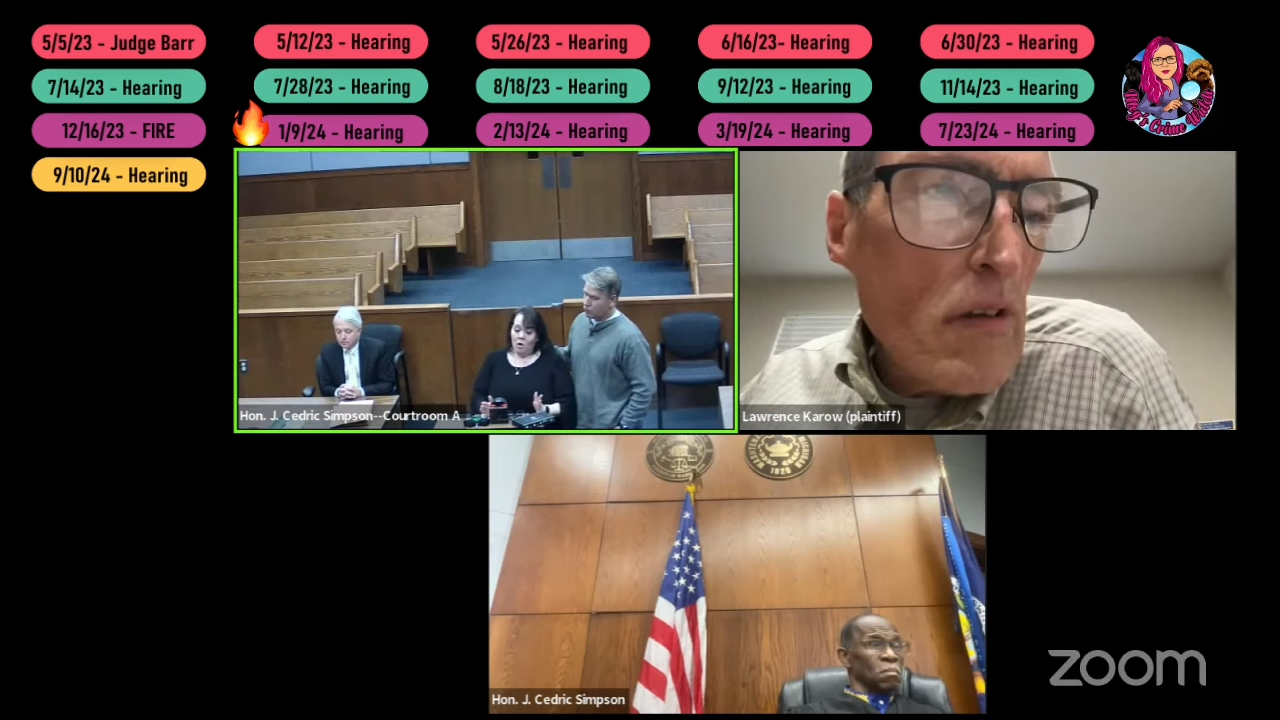 5/5/23 - Judge Barr
5/12/23 - Hearing
5/26/23 - Hearing
6/16/23- Hearing
6/30/23 - Hearing
7/14/23 - Hearing
7/28/23 - Hearing
8/18/23 - Hearing
9/12/23 - Hearing
11/14/23 - Hearing
12/16/23 - FIRE
1/9/24 - Hearing
2/13/24 - Hearing
3/19/24 - Hearing
7/23/24 - Hearing
9/10/24 - Hearing
Hon. J. Cedric Simpson--Courtroom A
Lawrence Karow (plaintiff)
Hon. J. Cedric Simpson
zoom